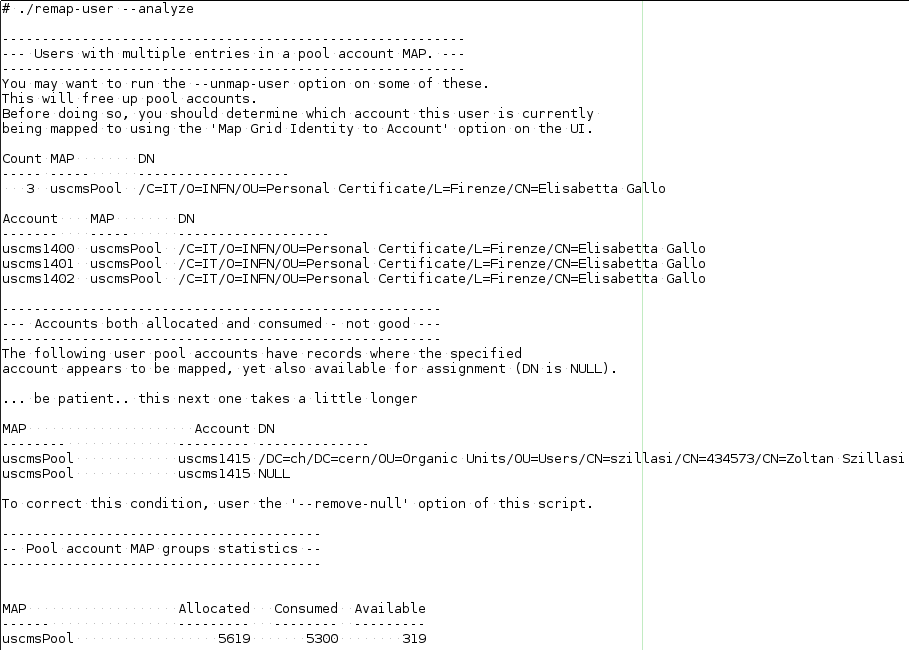 # ./remap-user --analyze
----------------------------------------------------------
--- Users with multiple entries in a pool account MAP. ---
----------------------------------------------------------
You may want to run the --unmap-user option on some of these.
This will free up pool accounts.
Before doing so, you should determine which account this user is currently
being mapped to using the 'Map Grid Identity to Account' option on the UI.
Count MAP        DN
----- -----      -------------------
   3  uscmsPool  /C=IT/O=INFN/OU=Personal Certificate/L=Firenze/CN=Elisabetta Gallo
Account    MAP        DN
-------    -----      -------------------
uscms1400  uscmsPool  /C=IT/O=INFN/OU=Personal Certificate/L=Firenze/CN=Elisabetta Gallo
uscms1401  uscmsPool  /C=IT/O=INFN/OU=Personal Certificate/L=Firenze/CN=Elisabetta Gallo
uscms1402  uscmsPool  /C=IT/O=INFN/OU=Personal Certificate/L=Firenze/CN=Elisabetta Gallo
-------------------------------------------------------
--- Accounts both allocated and consumed - not good ---
-------------------------------------------------------
The following user pool accounts have records where the specified
account appears to be mapped, yet also available for assignment (DN is NULL).
... be patient.. this next one takes a little longer
MAP                     Account DN
--------              --------- --------------
uscmsPool             uscms1415 /DC=ch/DC=cern/OU=Organic Units/OU=Users/CN=szillasi/CN=434573/CN=Zoltan Szillasi
uscmsPool             uscms1415 NULL
To correct this condition, user the '--remove-null' option of this script.
----------------------------------------
-- Pool account MAP groups statistics --
----------------------------------------
MAP                   Allocated   Consumed  Available
------                ---------   --------  ---------
uscmsPool                  5619       5300        319